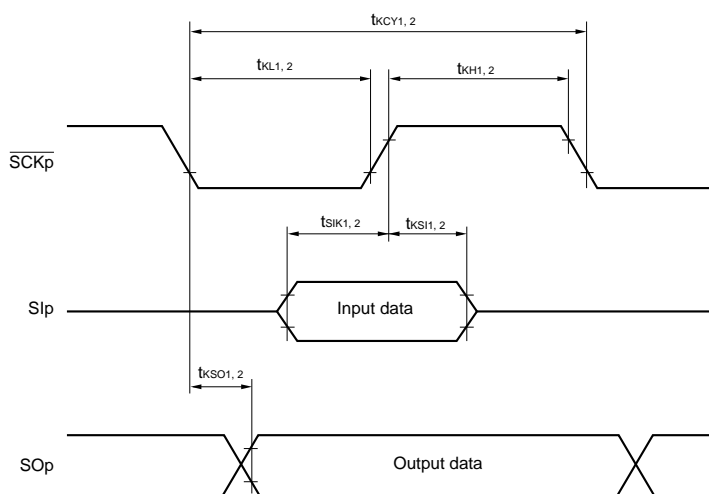 tKCY1, 2
tKL1, 2
tKH1, 2
SCKp
tSIK1, 2
tKSI1, 2
SIp
Input data
tKSO1, 2
SOp
Output data